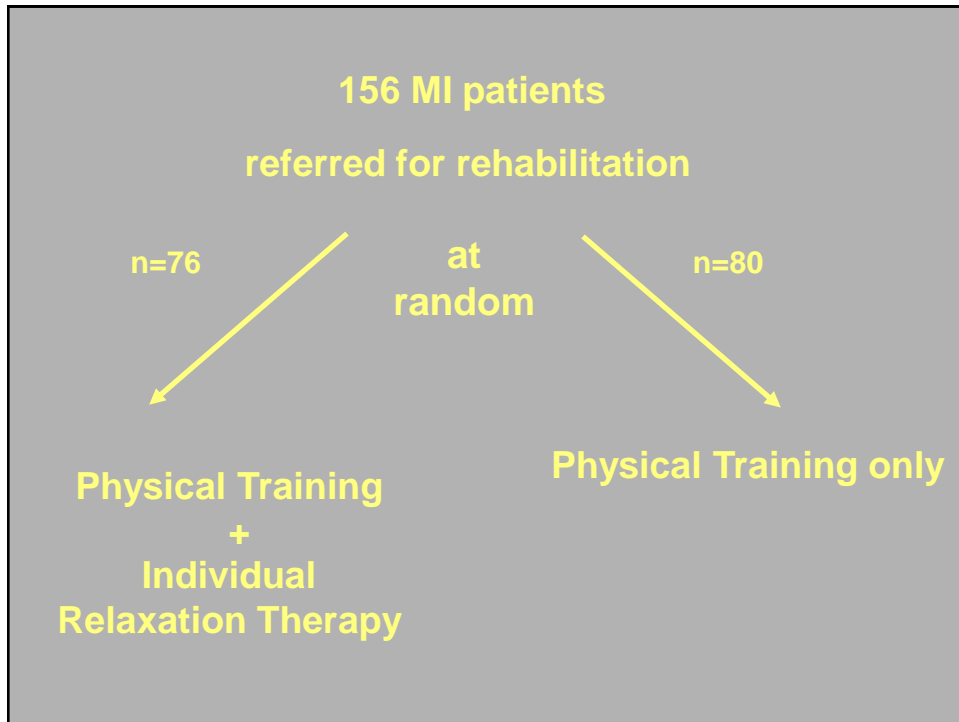 156 MI patients
referred for rehabilitation
n=76
at
random
n=80
Physical Training
+
Individual
Relaxation Therapy
Physical Training only